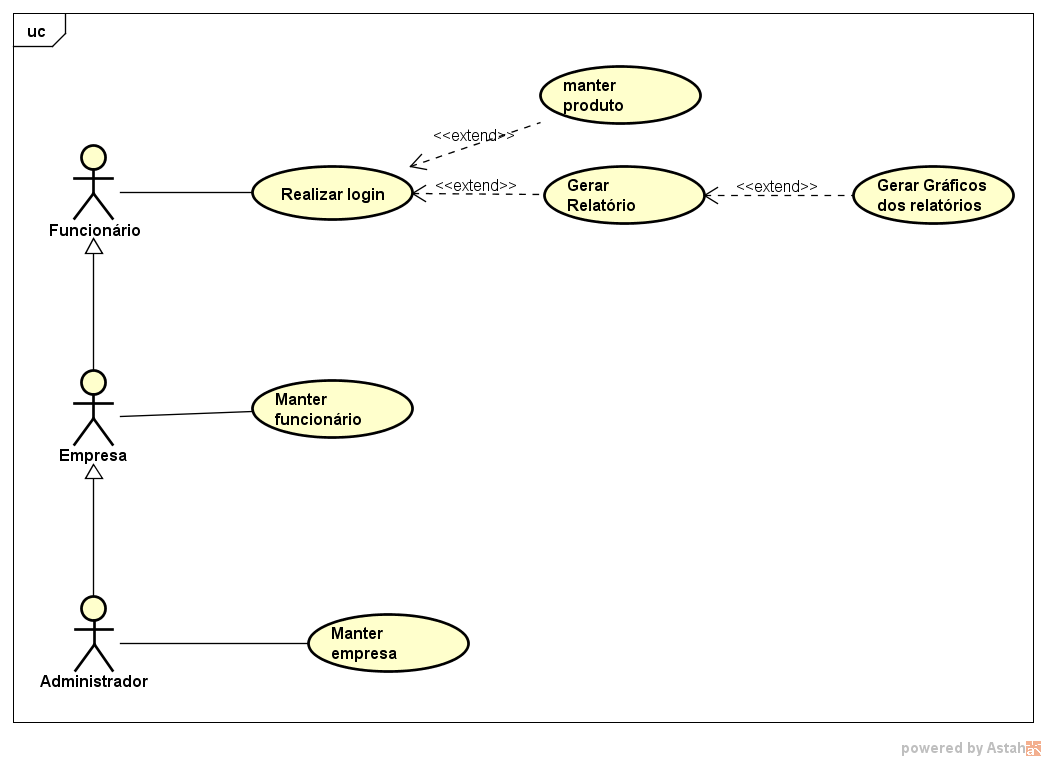 uc
manter
produto
<<extend>>
Realizar login
<<extend>>
Gerar
Relatório
<<extend>>
Gerar Gráficos
dos relatórios
Funcionário
Manter
funcionário
Empresa
Manter
empresa
Administrador
powered by Astah